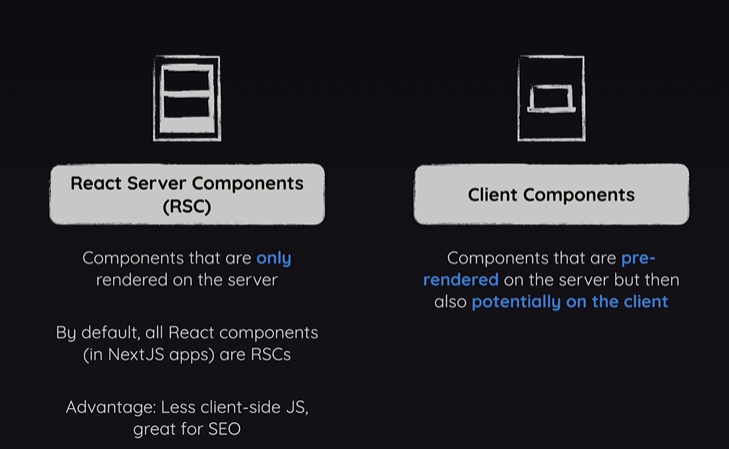 React Server Components
(RSC)
Components that are only
rendered on the server
By default, all React components
(in NextJS apps) are RSCs
Advantage: Less client-side JS,
great for SEO
Client Components
Components that are pre-
rendered on the server but then
also potentially on the client